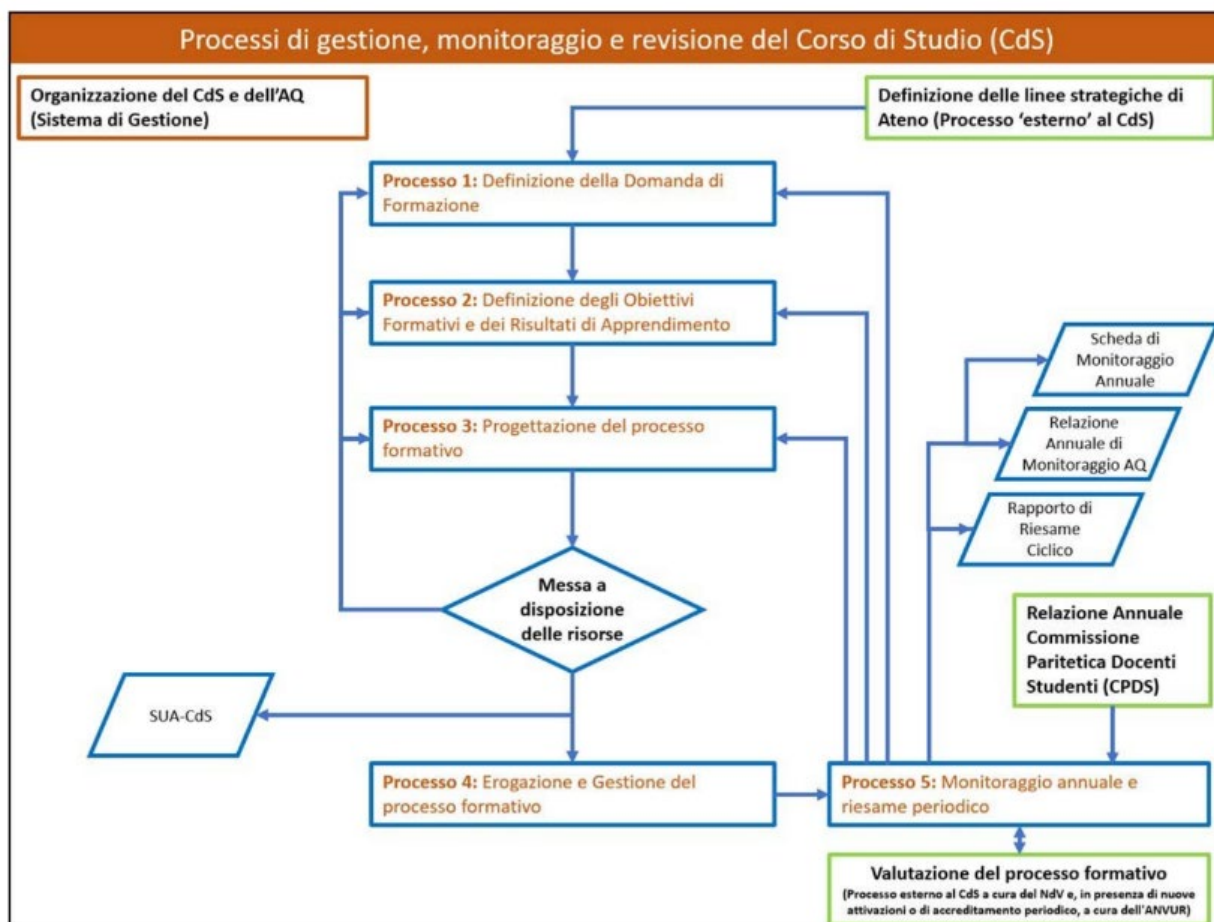 Processi di gestione, monitoraggio e revisione del Corso di Studio (CdS)
Organizzazione del CdS e dell'AQ
(Sistema di Gestione)
Definizione delle linee strategiche di
Ateno (Processo 'esterno' al CdS)
Processo 1: Definizione della Domanda di
Formazione
Processo 2: Definizione degli Obiettivi
Formativi e dei Risultati di Apprendimento
Scheda di
Monitoraggio
Annuale
Processo 3: Progettazione del processo
formativo
Relazione
Annuale di
Monitoraggio AQ
Rapporto di
Riesame
Ciclico
Messa a
disposizione
delle risorse
Relazione Annuale
Commissione
Paritetica Docenti
Studenti (CPDS)
SUA-CdS
Processo 4: Erogazione e Gestione del
processo formativo
Processo 5: Monitoraggio annuale e
riesame periodico
Valutazione del processo formativo
(Processo esterno al CdS a cura del NdV e, in presenza di nuove
attivazioni o di accreditamento periodico, a cura dell'ANVUR)